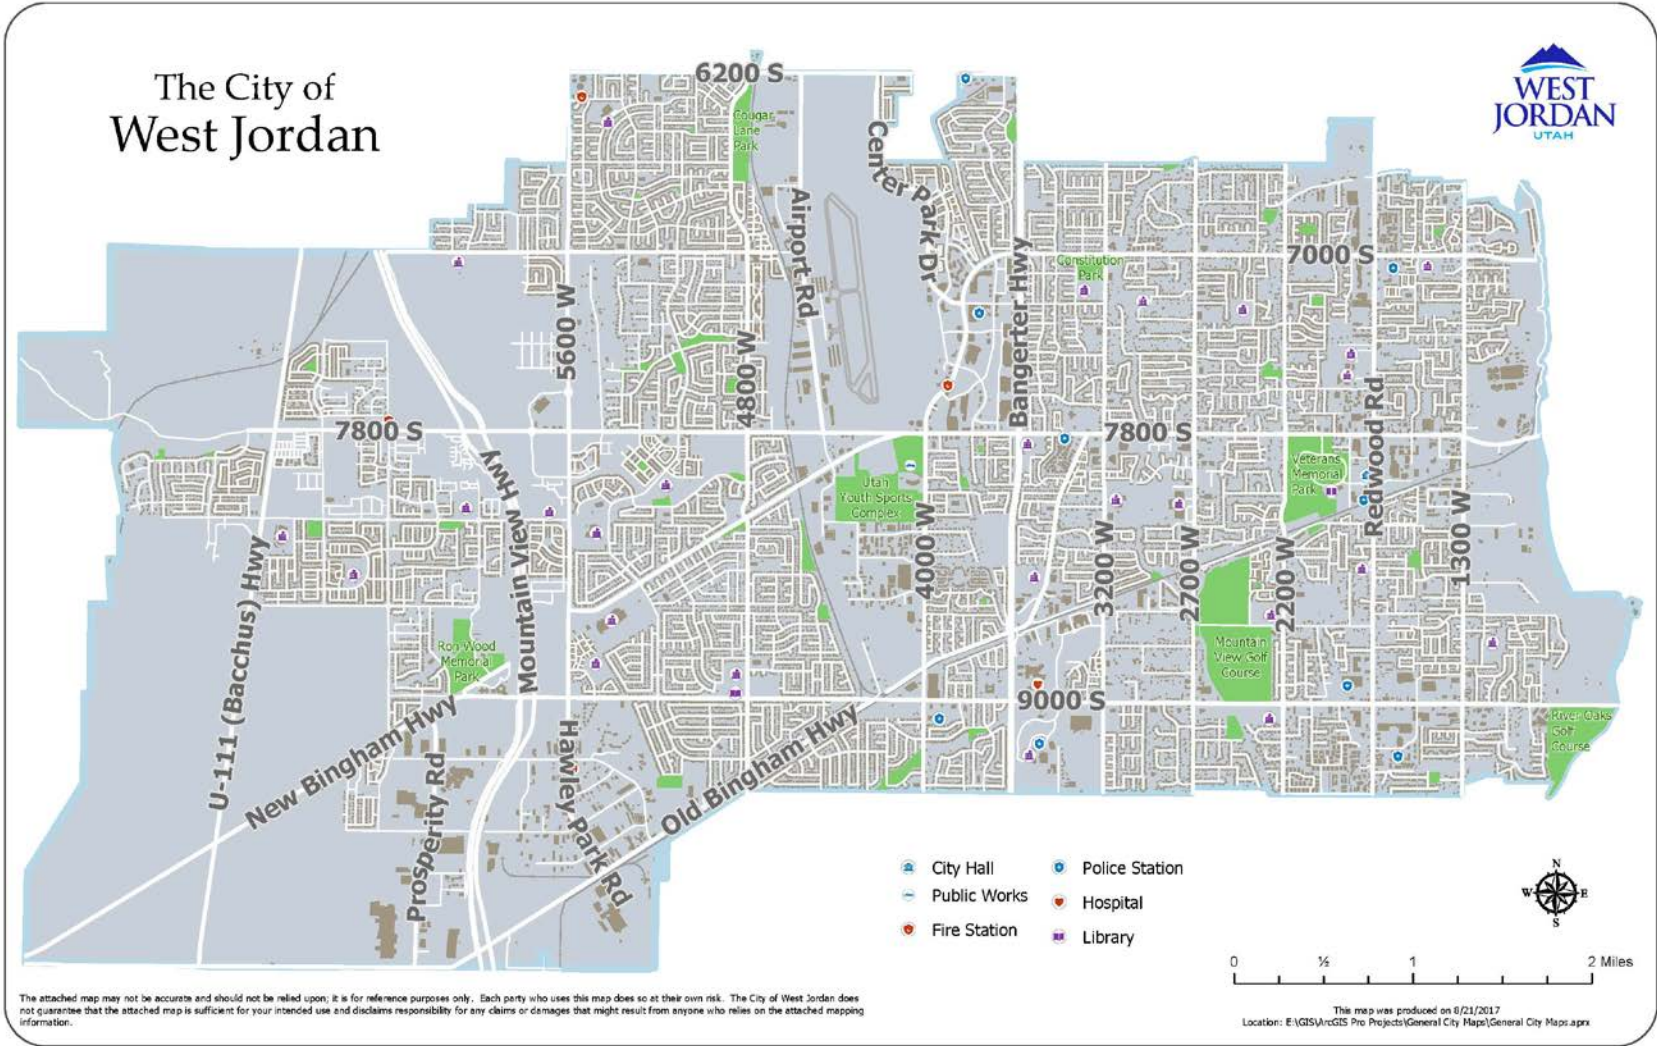 The City of
West Jordan
WEST
JORDAN
UTAH
6200 S
Cougar
Lane
Park
Center Park Dr
Airport Rd
7000 S
Constitution
Park
Bangerter Hwy
5600 W
4800 W
7800 S
7800 S
Redwood Rd
Veterans
Memorial
Park
Utah
Youth Sports
Complex
Mountain View Hwy
4000 W
3200 W
2700 W
2200 W
1300 W
U-111 (Bacchus) Hwy
Ron Wood
Memorial
Park
Mountain
View Golf
Course
9000 S
River Oaks
Golf
Course
New Bingham Hwy
Prosperity Rd
Hawley Park Rd
Old Bingham Hwy
City Hall
Police Station
Public Works
Hospital
Fire Station
Library
N
W E
S
0 ½ 1 2 Miles
The attached map may not be accurate and should not be relied upon; it is for reference purposes only. Each party who uses this map does so at their own risk. The City of West Jordan does
not guarantee that the attached map is sufficient for your intended use and disclaims responsibility for any claims or damages that might result from anyone who relies on the attached mapping
information.
This map was produced on 8/21/2017
Location: E:\GIS\ArcGIS Pro Projects\General City Maps\General City Maps.aprx